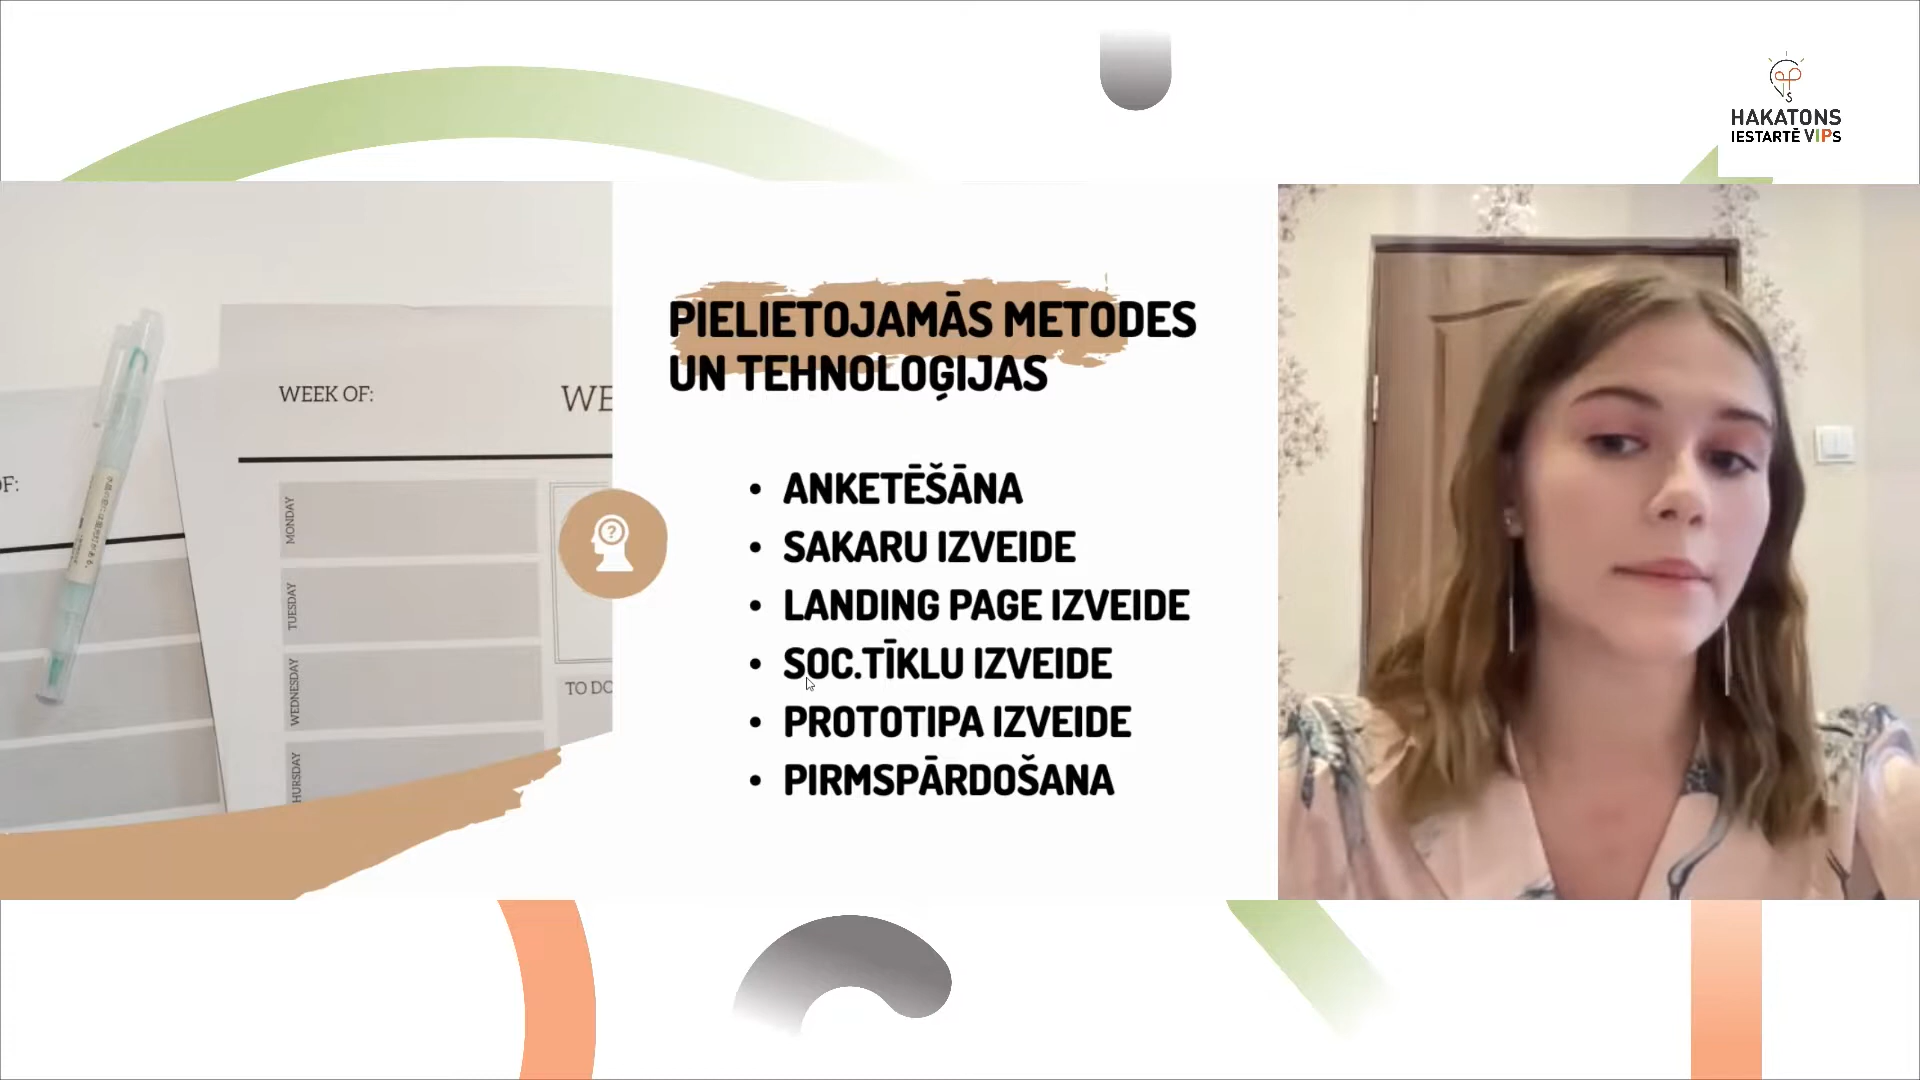 HAKATONS
IESTARTĒ VIPS
WEEK OF:
WE
OF:
MONDAY
TUESDAY
WEDNESDAY
HURSDAY
TO DO
PIELIETOJAMĀS METODES
UN TEHNOLOĢIJAS
• ANKETĒŠĀNA
• SAKARU IZVEIDE
• LANDING PAGE IZVEIDE
• SOC.TĪKLU IZVEIDE
• PROTOTIPA IZVEIDE
• PIRMSPĀRDOŠANA